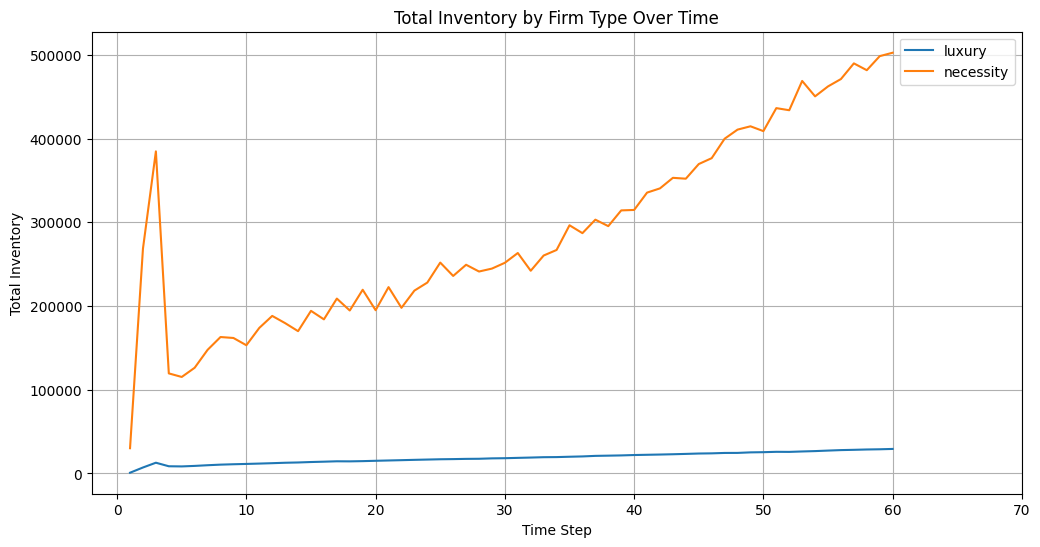 Total Inventory by Firm Type Over Time
luxury
necessity
Total Inventory
500000
400000
300000
200000
100000
0
0 10 20 30 40 50 60 70
Time Step